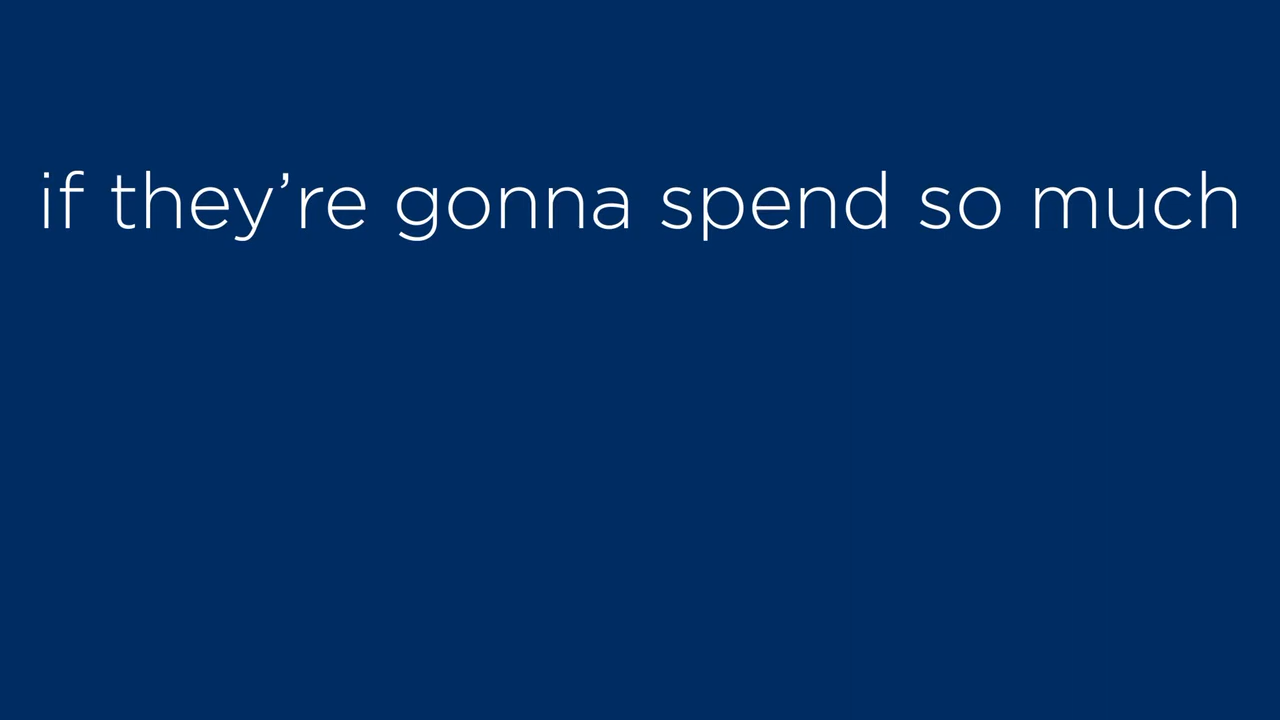 if they’re gonna spend so much